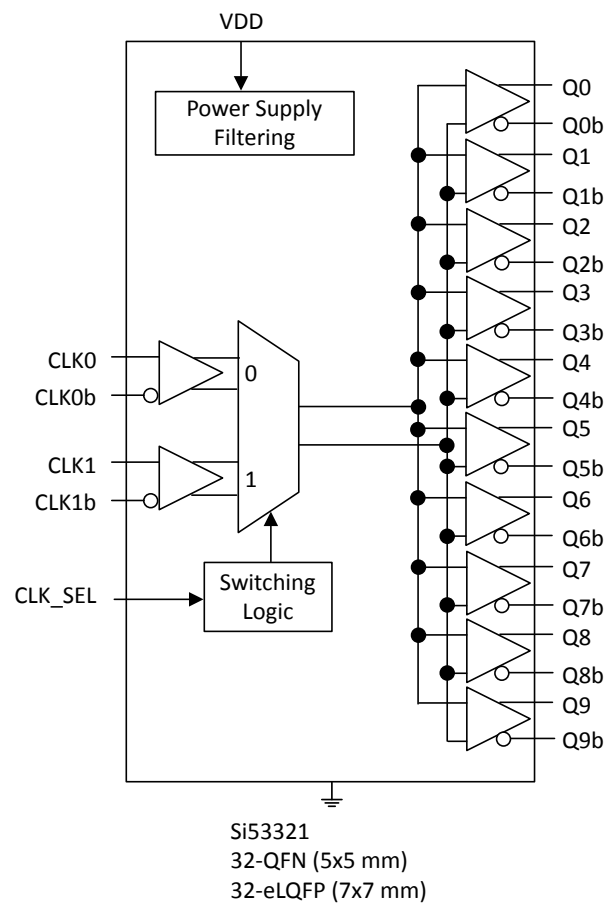 VDD
Power Supply
Filtering
Q0
Q0b
Q1
Q1b
Q2
Q2b
Q3
Q3b
CLK0
0
Q4
CLK0b
Q4b
Q5
CLK1
1
Q5b
CLK1b
Q6
Q6b
Q7
CLK_SEL
Switching
Logic
Q7b
Q8
Q8b
Q9
Q9b
Si53321
32-QFN (5x5 mm)
32-eLQFP (7x7 mm)